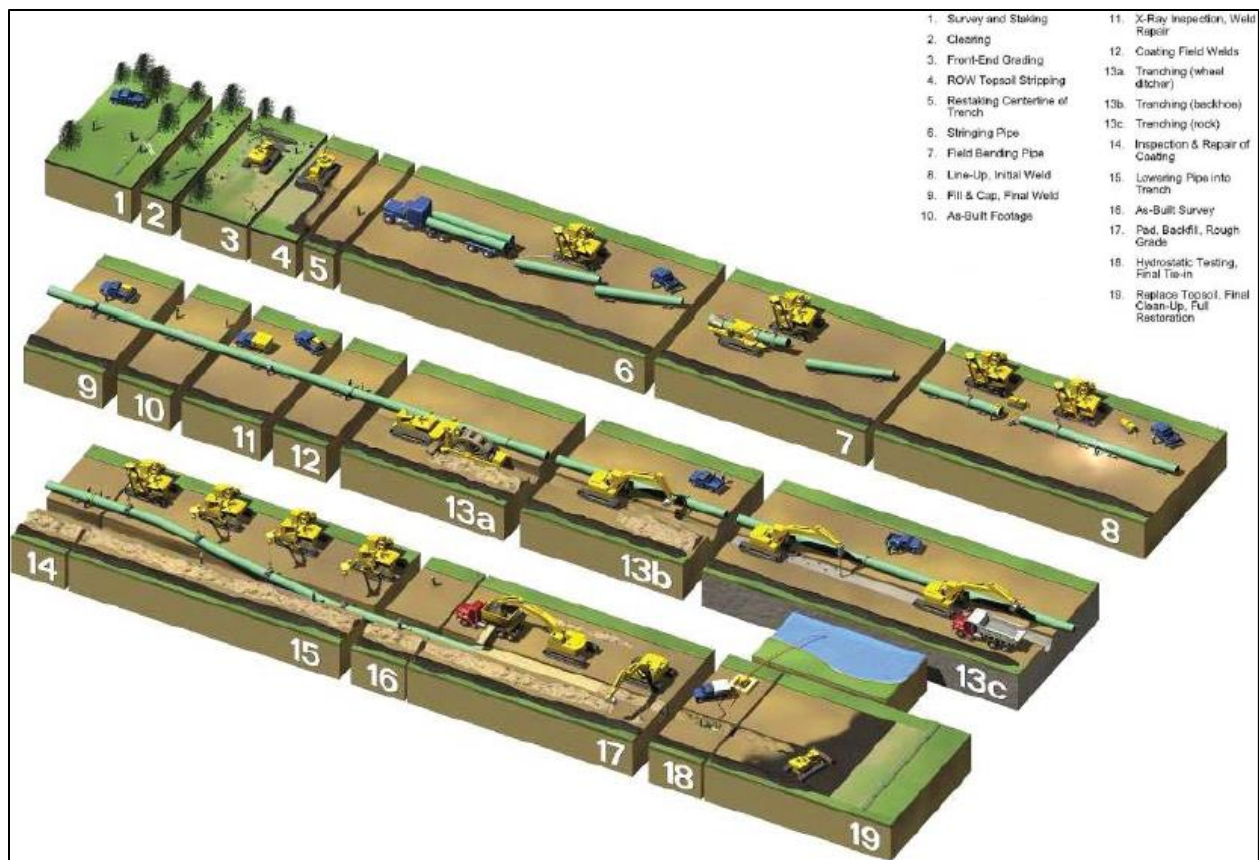 1. Survey and Staking
2. Clearing
3. Front-End Grading
4. ROW Topsoil Stripping
5. Restaking Centerline of
Trench
6. Stringing Pipe
7. Field Bending Pipe
8. Line-Up, Initial Weld
9. Fill & Cap, Final Weld
10. As-Built Footage
11. X-Ray Inspection, Weld
Repair
12. Coating Field Welds
13a. Trenching (wheel
ditcher)
13b. Trenching (backhoe)
13c. Trenching (rock)
14. Inspection & Repair of
Coating
15. Lowering Pipe into
Trench
16. As-Built Survey
17. Pad, Backfill, Rough
Grade
18. Hydrostatic Testing,
Final Tie-in
19. Replace Topsoil, Final
Clean-Up, Full
Restoration
1
2
3
4
5
6
7
8
9
10
11
12
13a
13b
13c
14
15
16
17
18
19